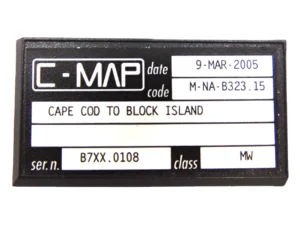 C-MAP date 9-MAR-2005
code M-NA-B323.15
CAPE COD TO BLOCK ISLAND
ser.n. B7XX.0108 class MW